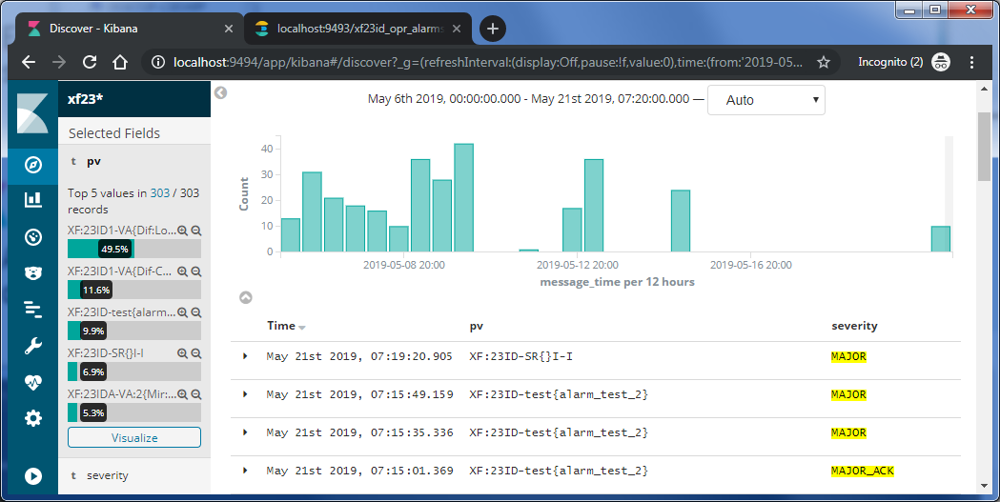 Discover - Kibana
localhost:9493/xf23id_opr_alarms
localhost:9494/app/kibana#/discover?_g=(refreshInterval:(display:Off,pause:!f,value:0),time:(from:'2019-05...
Incognito (2)
xf23*
May 6th 2019, 00:00:00.000 - May 21st 2019, 07:20:00.000 —
Auto
Selected Fields
t pv
Top 5 values in 303 / 303
records
XF:23ID1-VA{Dif:Lo...
49.5%
XF:23ID1-VA{Dif-C...
11.6%
XF:23ID-test{alarm...
9.9%
XF:23ID-SR{}I-I
6.9%
XF:23IDA-VA:2{Mir:...
5.3%
Visualize
t severity
Count
40
30
20
10
0
2019-05-08 20:00
2019-05-12 20:00
2019-05-16 20:00
message_time per 12 hours
Time pv severity
May 21st 2019, 07:19:20.905 XF:23ID-SR{}I-I MAJOR
May 21st 2019, 07:15:49.159 XF:23ID-test{alarm_test_2} MAJOR
May 21st 2019, 07:15:35.336 XF:23ID-test{alarm_test_2} MAJOR
May 21st 2019, 07:15:01.369 XF:23ID-test{alarm_test_2} MAJOR_ACK